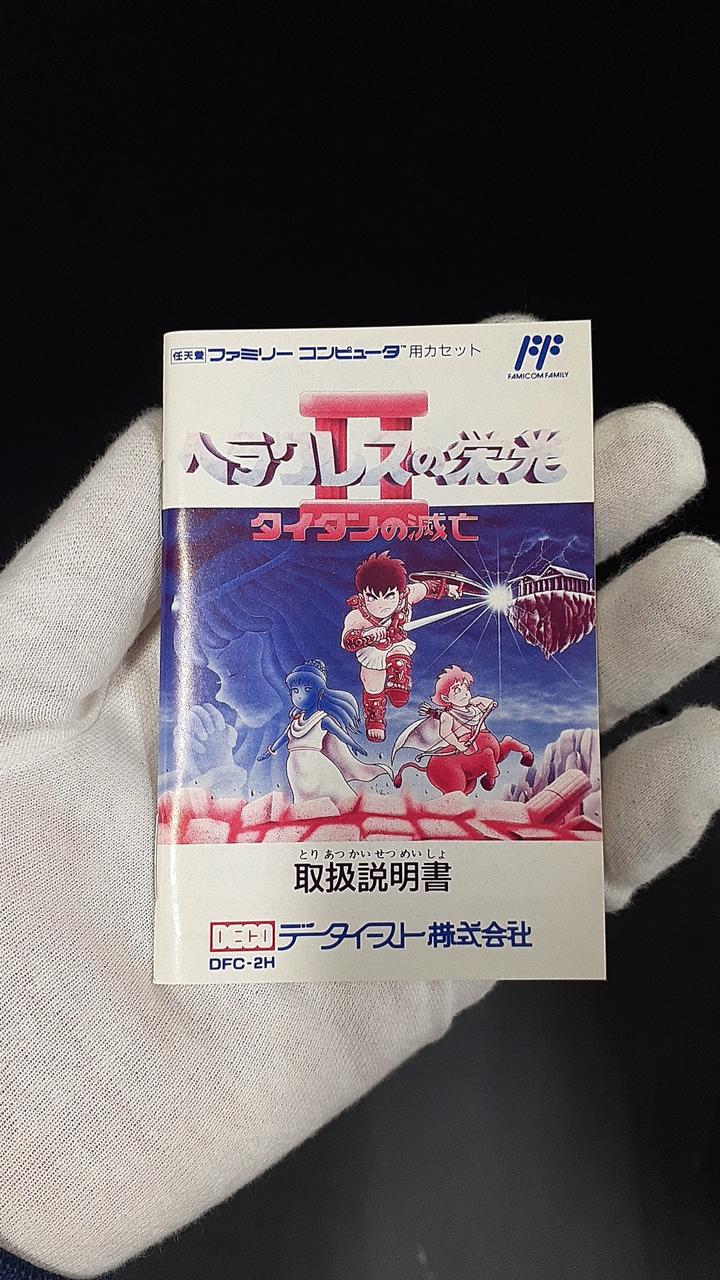 任天堂 ファミリー コンピュータ™用カセット
FAMICOM FAMILY
II
ヘラクレスの栄光
タイタンの滅亡
とり あつ かい せつ めい しょ
取扱説明書
DECO データイースト株式会社
DFC-2H